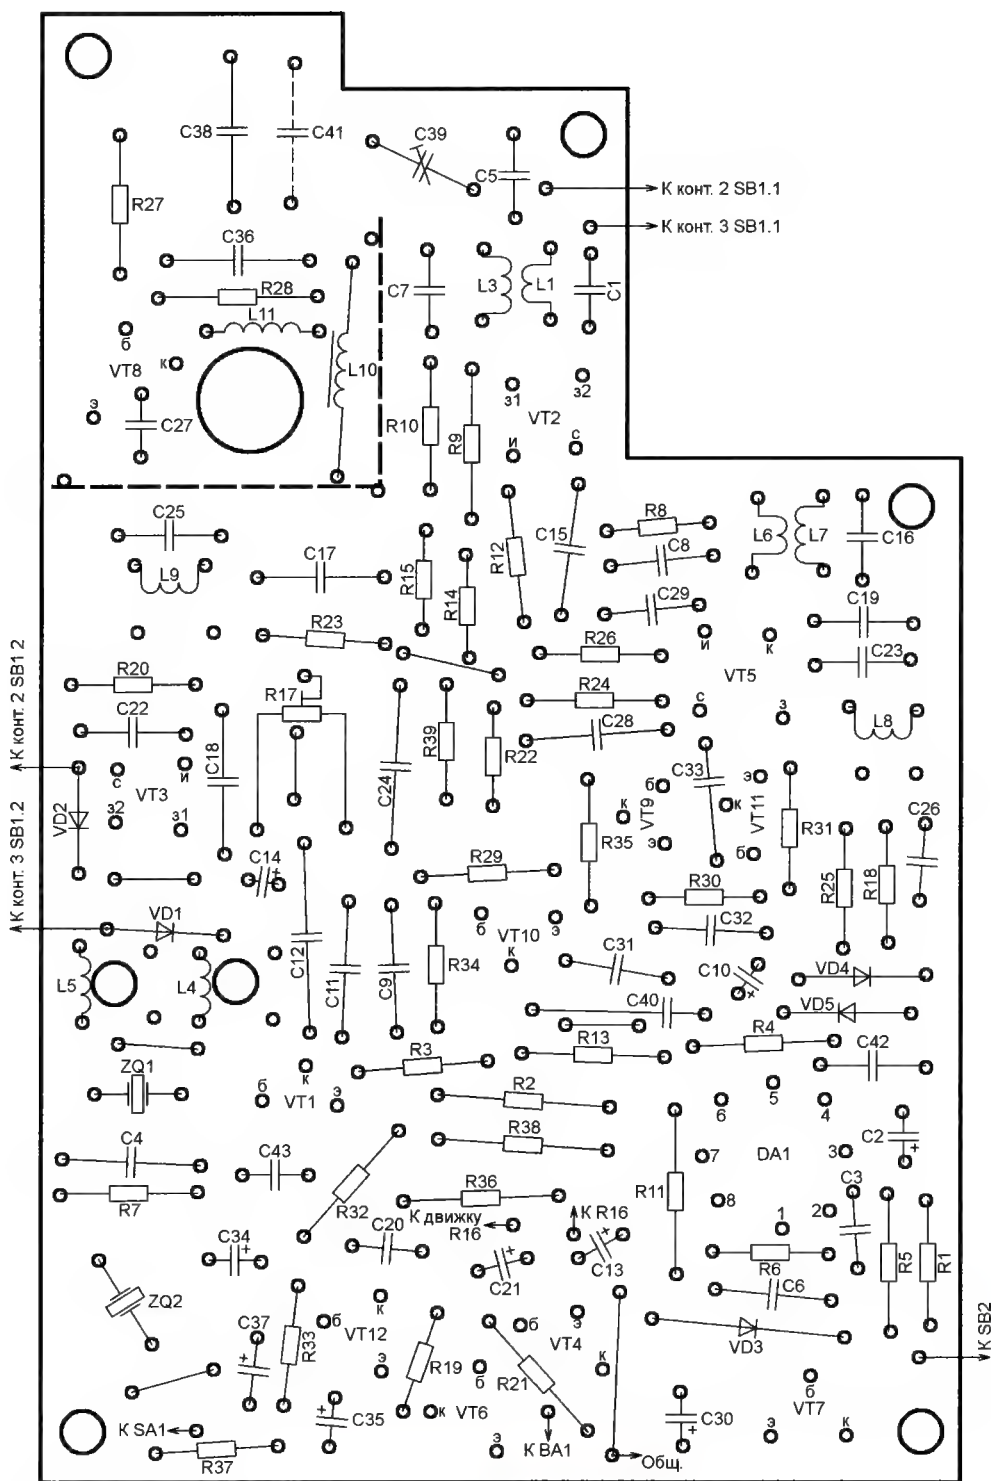 C38
C41
C39
C5
К конт. 2 SB1.1
R27
К конт. 3 SB1.1
C36
C7
L3
L1
C1
R28
L11
б
VT8
к
L10
з1
з2
VT2
э
C27
R10
R9
и
с
C25
R8
L6
L7
C16
C17
R15
R12
C15
C8
L9
R14
C29
C19
R23
R26
и
к
C23
R20
VT5
R17
R24
с
з
L8
C22
C18
R39
R22
C28
А К конт. 2 SB1 2
с
и
VT3
C24
C33
э
VD2
з2
з1
б
к
VT9
к
VT11
R31
C26
R35
э
б
R25
R18
А К конт. 3 SB1.2
C14
+
R29
R30
VD1
C12
б
э
VT10
C32
C11
C9
R34
к
C31
C10
+
VD4
L5
L4
C40
VD5
R3
R13
R4
C42
ZQ1
к
б
VT1
э
R2
6
5
4
C2
+
R38
C4
C43
7
DA1
3
R7
R32
R36
R11
8
C3
К движку
R16
К R16
2
1
C34
+
C20
C21
+
C13
+
R6
R5
R1
ZQ2
C6
К SB2
C37
+
R33
к
б
VT12
э
R19
б
э
VT4
VD3
б
R21
к
б
VT7
К SA1
+
C35
к
VT6
э
К BA1
C30
+
э
к
R37
Общ.